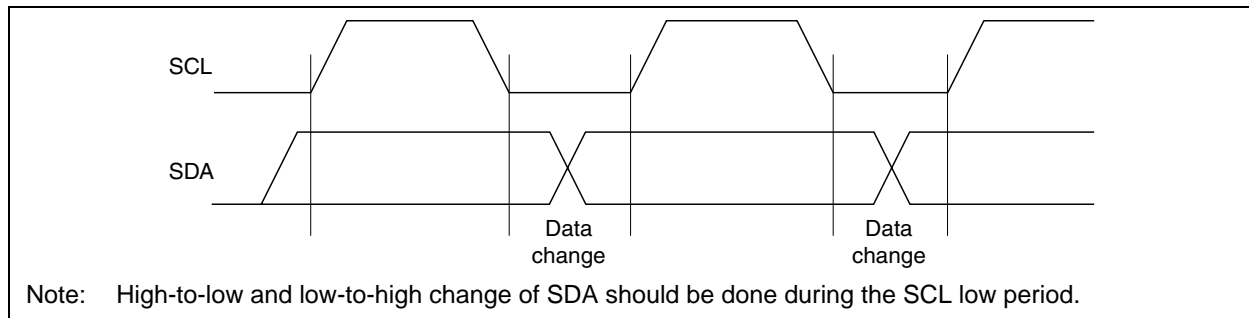 SCL
SDA
Data
change
Data
change
Note: High-to-low and low-to-high change of SDA should be done during the SCL low period.